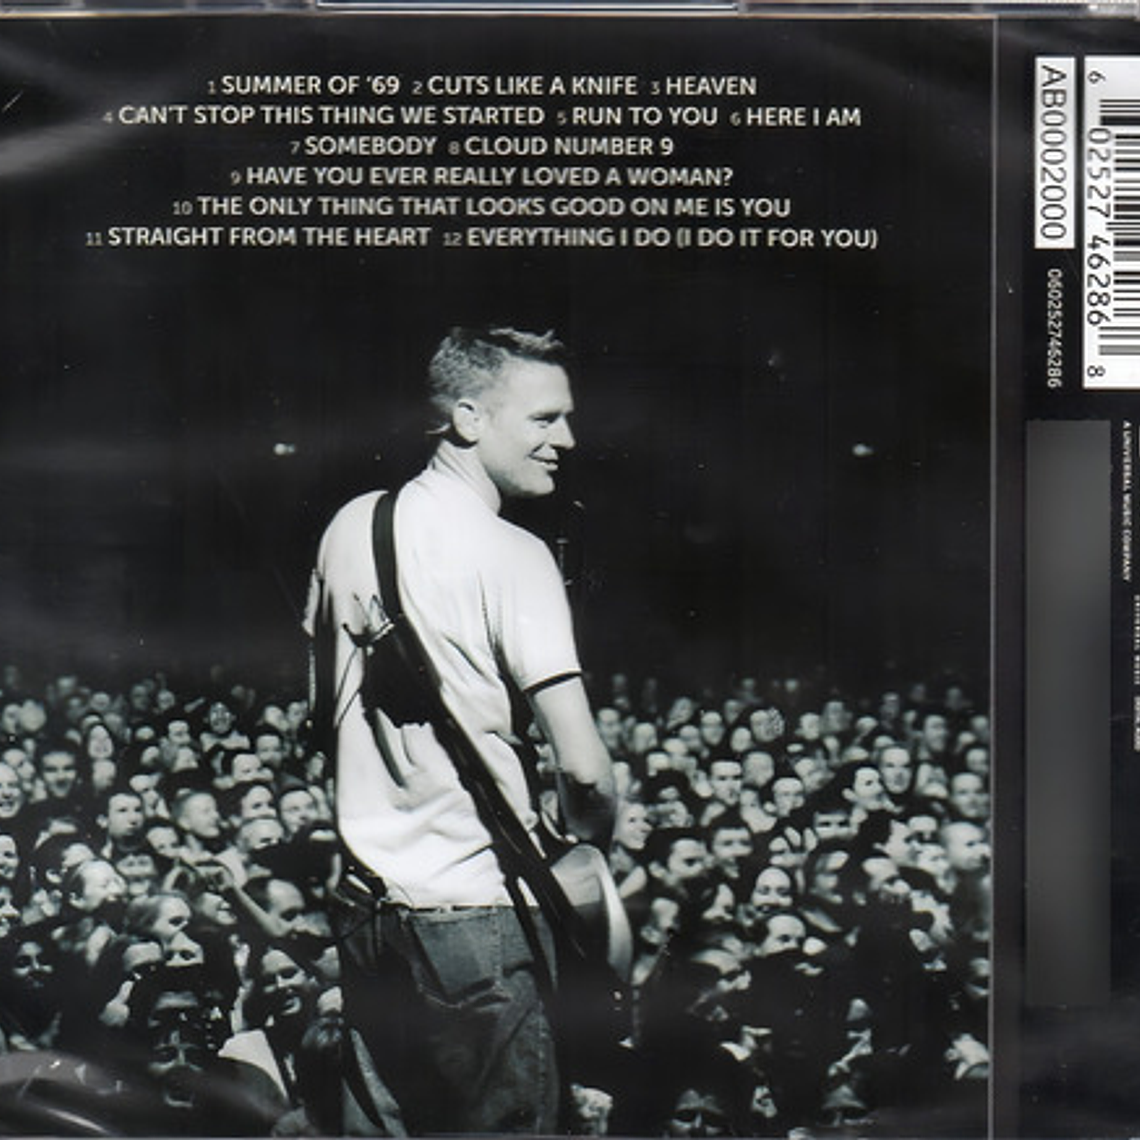 1 SUMMER OF '69 2 CUTS LIKE A KNIFE 3 HEAVEN
4 CAN'T STOP THIS THING WE STARTED 5 RUN TO YOU 6 HERE I AM
7 SOMEBODY 8 CLOUD NUMBER 9
9 HAVE YOU EVER REALLY LOVED A WOMAN?
10 THE ONLY THING THAT LOOKS GOOD ON ME IS YOU
11 STRAIGHT FROM THE HEART 12 EVERYTHING I DO (I DO IT FOR YOU)
6 02527 46286 8
AB0002000
060252746286
A UNIVERSAL MUSIC COMPANY